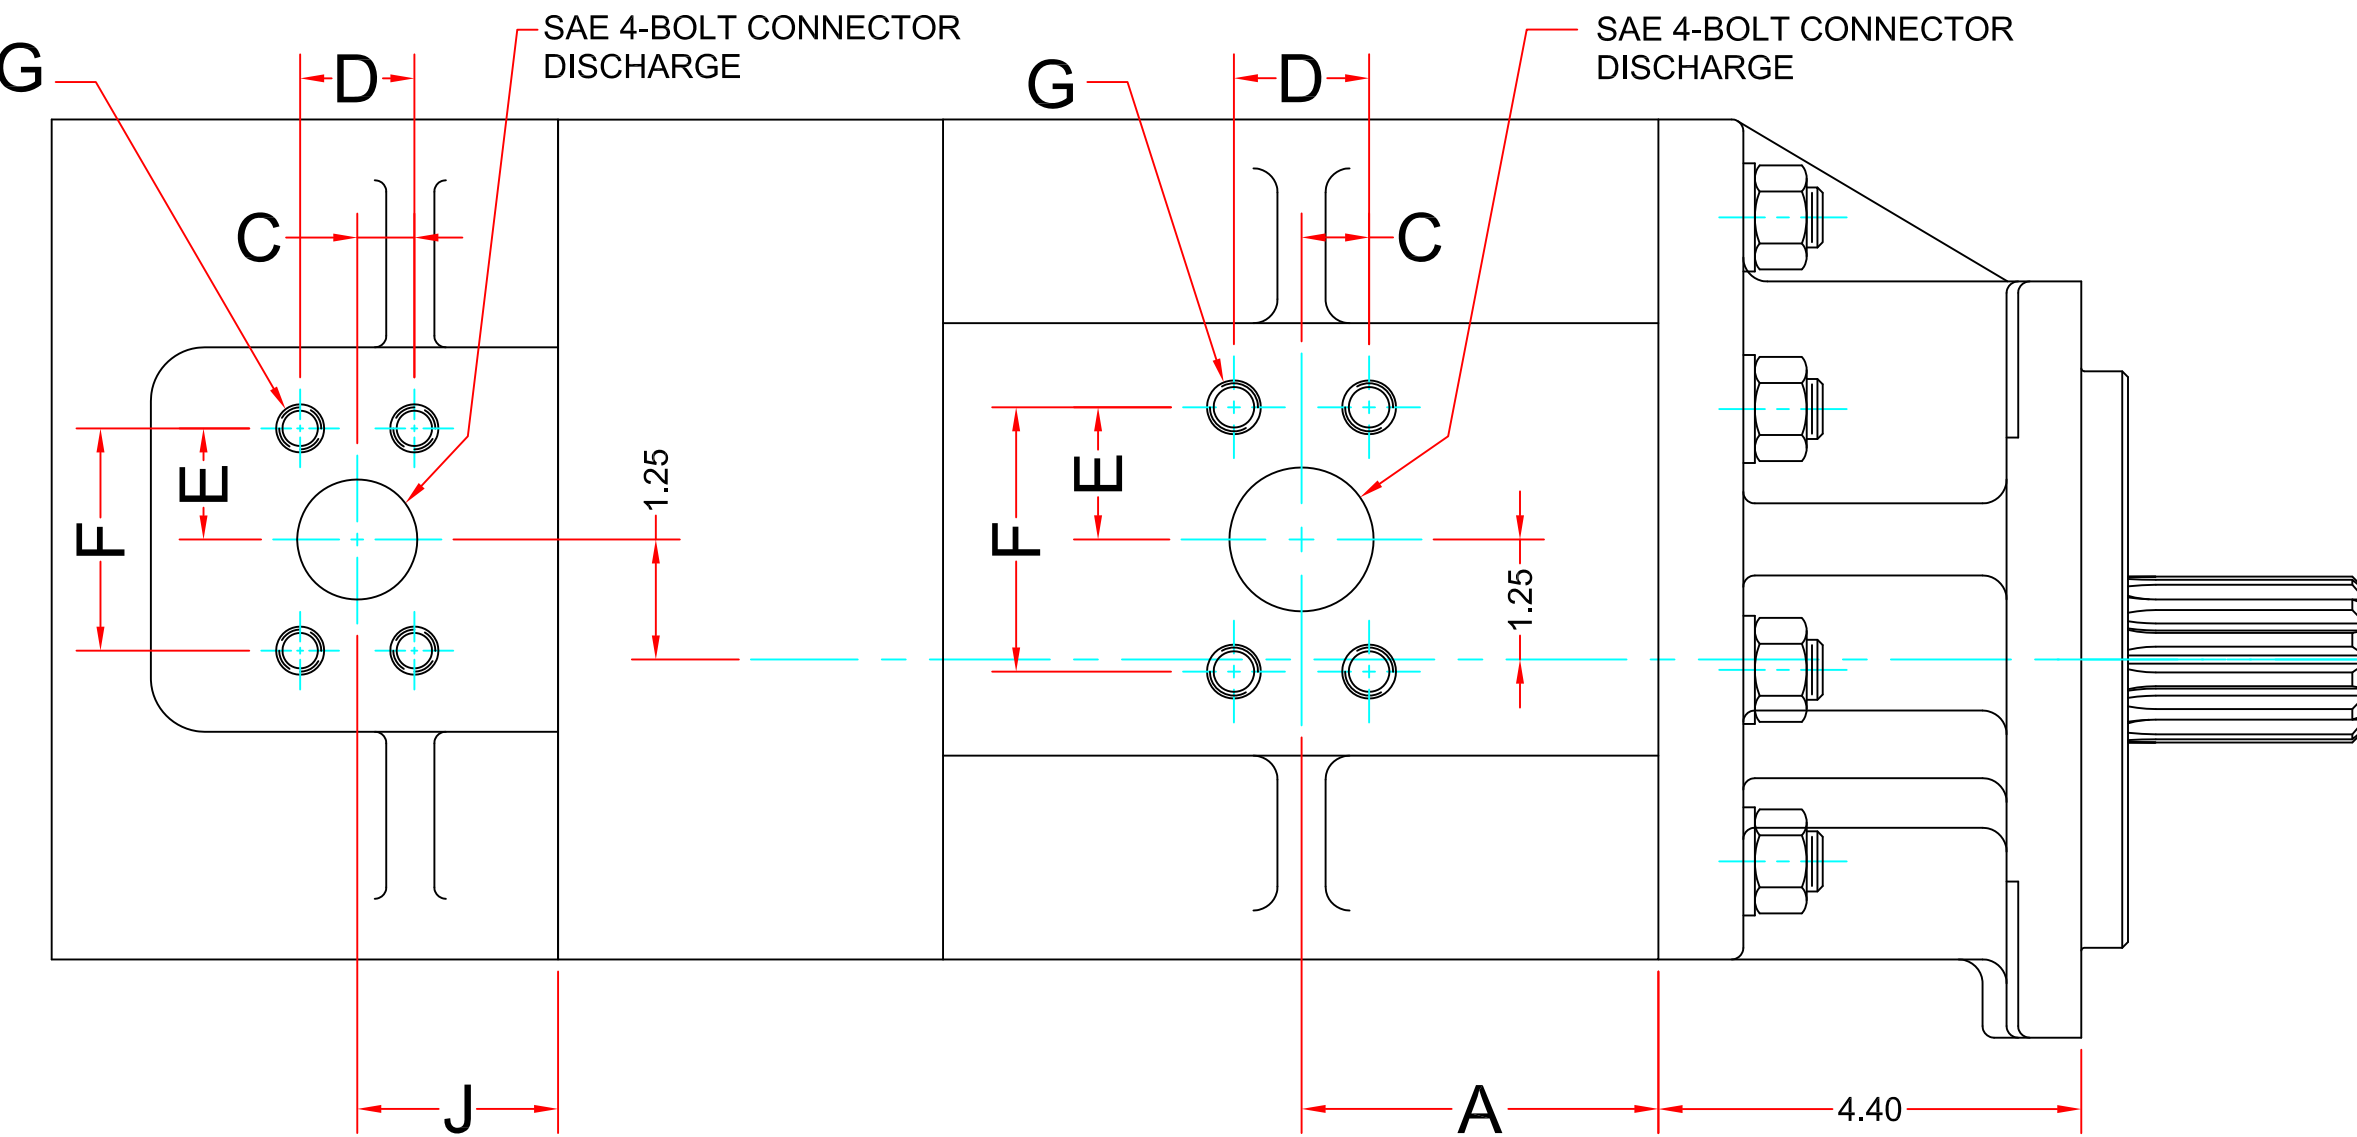 SAE 4-BOLT CONNECTOR
DISCHARGE
SAE 4-BOLT CONNECTOR
DISCHARGE
G
D
G
D
C
C
E
F
1.25
E
F
1.25
J
A
4.40